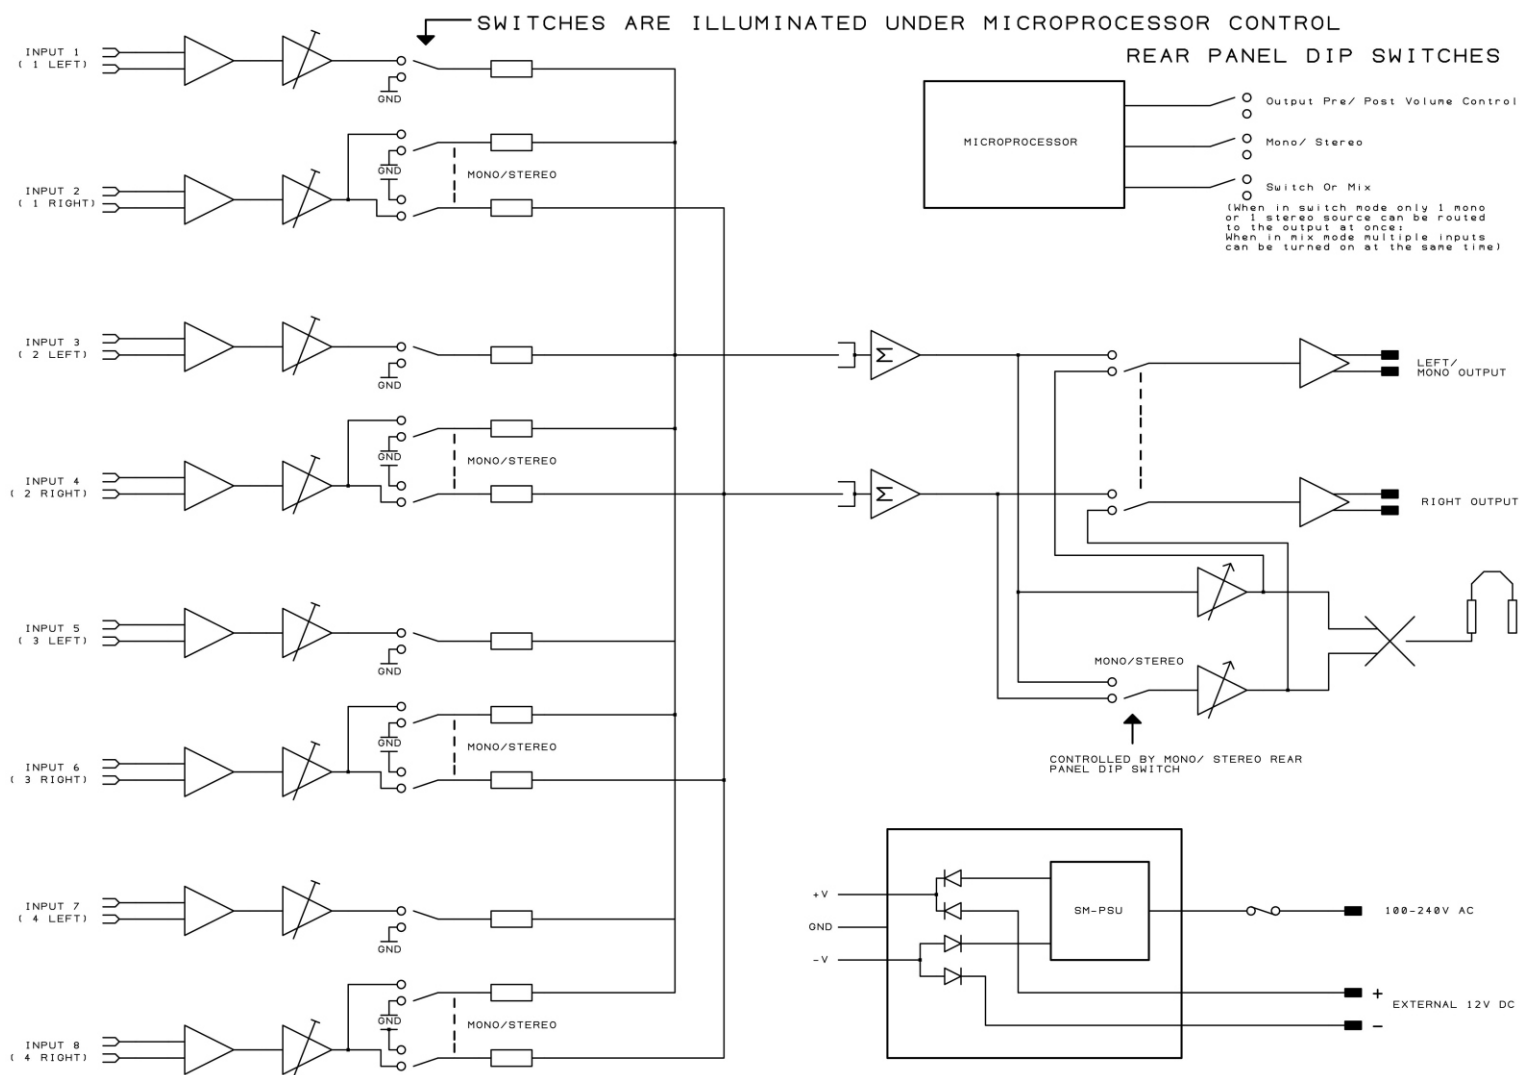 SWITCHES ARE ILLUMINATED UNDER MICROPROCESSOR CONTROL
REAR PANEL DIP SWITCHES
INPUT 1
( 1 LEFT)
GND
INPUT 2
( 1 RIGHT)
GND
MONO/STEREO
MICROPROCESSOR
Output Pre/ Post Volume Control
Mono/ Stereo
Switch Or Mix
(When in switch mode only 1 mono
or 1 stereo source can be routed
to the output at once:
When in mix mode multiple inputs
can be turned on at the same time)
INPUT 3
( 2 LEFT)
GND
INPUT 4
( 2 RIGHT)
GND
MONO/STEREO
Σ
Σ
LEFT/
MONO OUTPUT
RIGHT OUTPUT
INPUT 5
( 3 LEFT)
GND
INPUT 6
( 3 RIGHT)
GND
MONO/STEREO
MONO/STEREO
CONTROLLED BY MONO/ STEREO REAR
PANEL DIP SWITCH
INPUT 7
( 4 LEFT)
GND
INPUT 8
( 4 RIGHT)
GND
MONO/STEREO
+V
GND
-V
SM-PSU
100-240V AC
+
EXTERNAL 12V DC
-